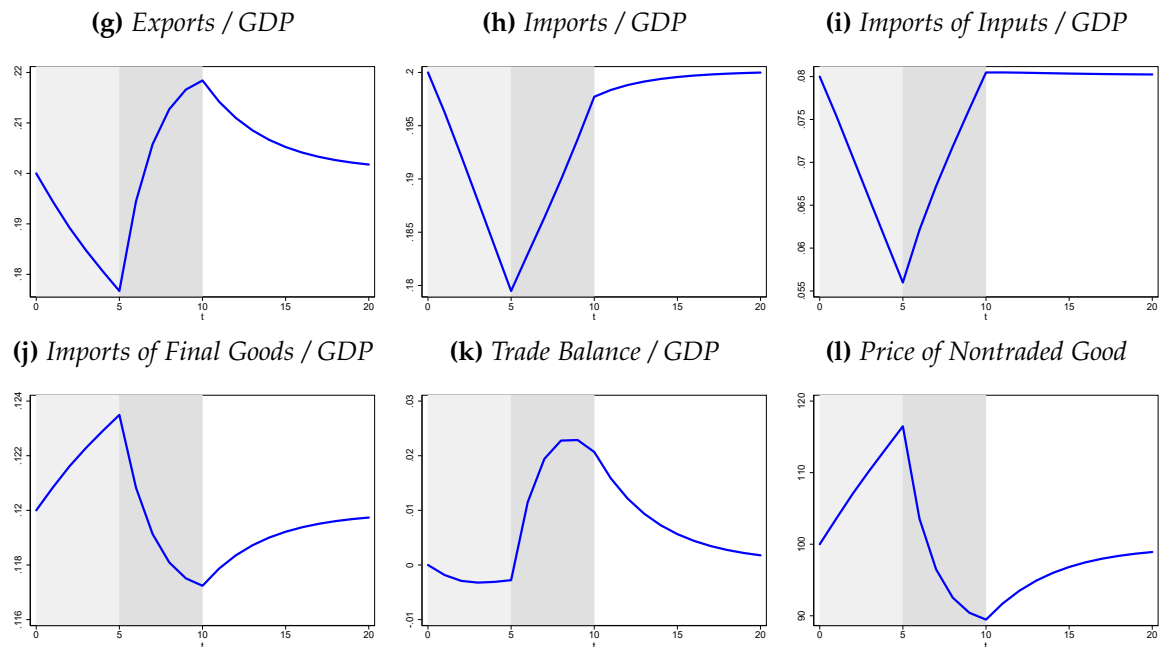 (g) Exports / GDP
(h) Imports / GDP
(i) Imports of Inputs / GDP
.22
.21
.2
.19
.18
0 5 10 15 20
t
.2
.195
.19
.185
.18
0 5 10 15 20
t
.08
.075
.07
.065
.06
.055
0 5 10 15 20
t
(j) Imports of Final Goods / GDP
(k) Trade Balance / GDP
(l) Price of Nontraded Good
.124
.122
.12
.118
.116
0 5 10 15 20
t
.03
.02
.01
0
-.01
0 5 10 15 20
t
120
110
100
90
0 5 10 15 20
t